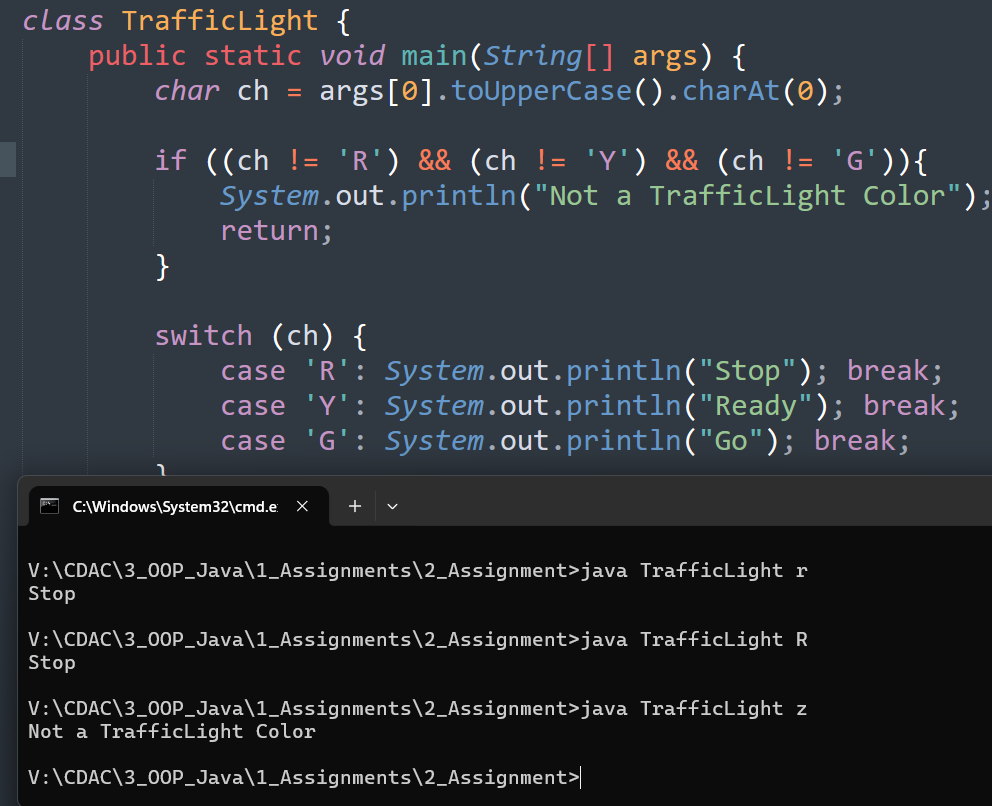 class TrafficLight {
    public static void main(String[] args) {
        char ch = args[0].toUpperCase().charAt(0);
        if ((ch != 'R') && (ch != 'Y') && (ch != 'G')){
            System.out.println("Not a TrafficLight Color");
            return;
        }
        switch (ch) {
            case 'R': System.out.println("Stop"); break;
            case 'Y': System.out.println("Ready"); break;
            case 'G': System.out.println("Go"); break;
        }
C:\Windows\System32\cmd.e
V:\CDAC\3_OOP_Java\1_Assignments\2_Assignment>java TrafficLight r
Stop
V:\CDAC\3_OOP_Java\1_Assignments\2_Assignment>java TrafficLight R
Stop
V:\CDAC\3_OOP_Java\1_Assignments\2_Assignment>java TrafficLight z
Not a TrafficLight Color
V:\CDAC\3_OOP_Java\1_Assignments\2_Assignment>